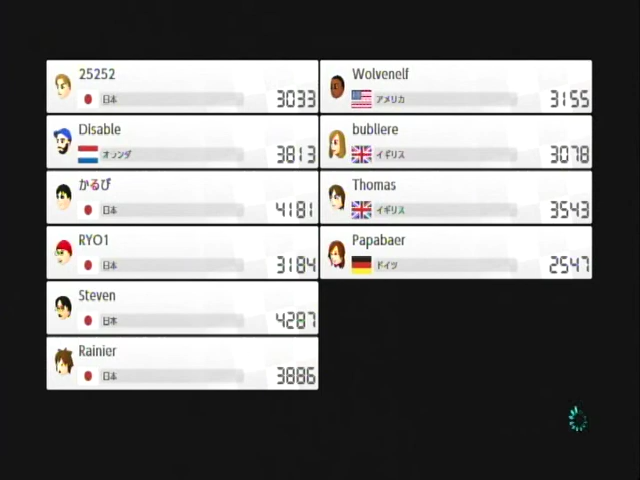 25252
日本
3033
Disable
オランダ
3813
かるぴ
日本
4181
RYO1
日本
3184
Steven
日本
4287
Rainier
日本
3886
Wolvenelf
アメリカ
3155
bubliere
イギリス
3078
Thomas
イギリス
3543
Papabaer
ドイツ
2547